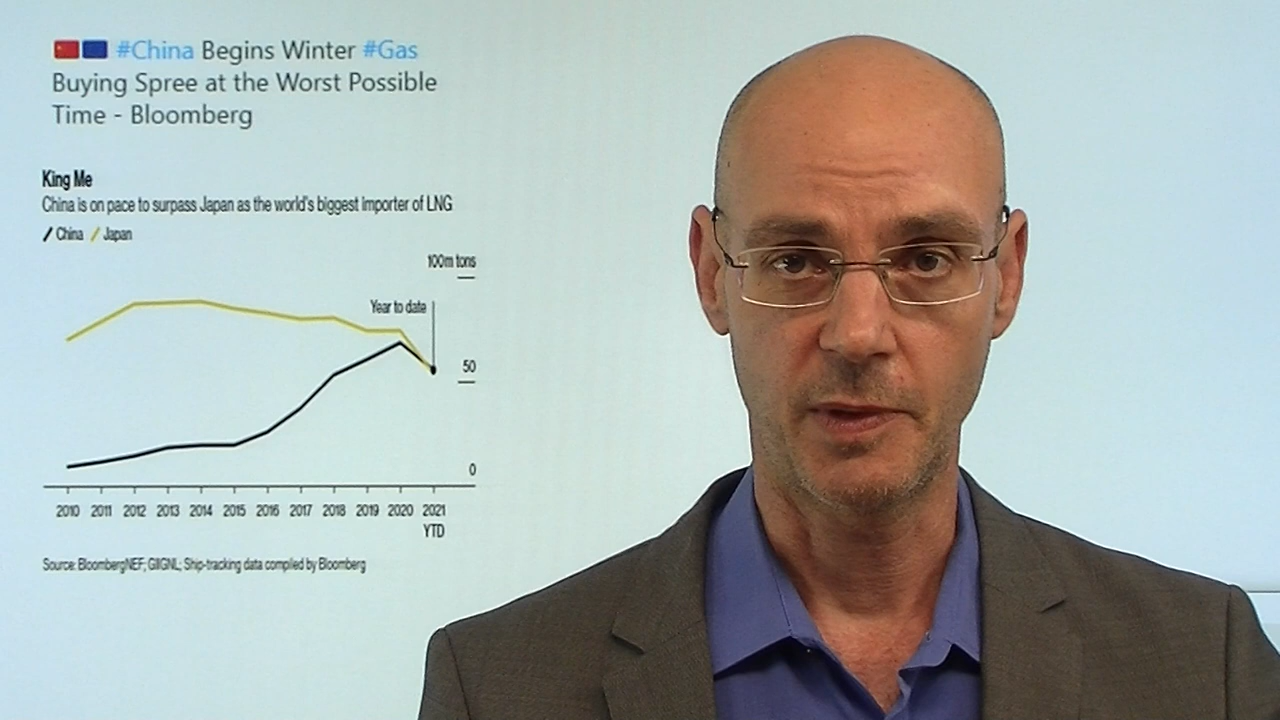 #China Begins Winter #Gas
Buying Spree at the Worst Possible
Time - Bloomberg
King Me
China is on pace to surpass Japan as the world's biggest importer of LNG
China Japan
100m tons
Year to date
50
0
2010 2011 2012 2013 2014 2015 2016 2017 2018 2019 2020 2021
YTD
Source: BloombergNEF; GIIGNL; Ship-tracking data compiled by Bloomberg